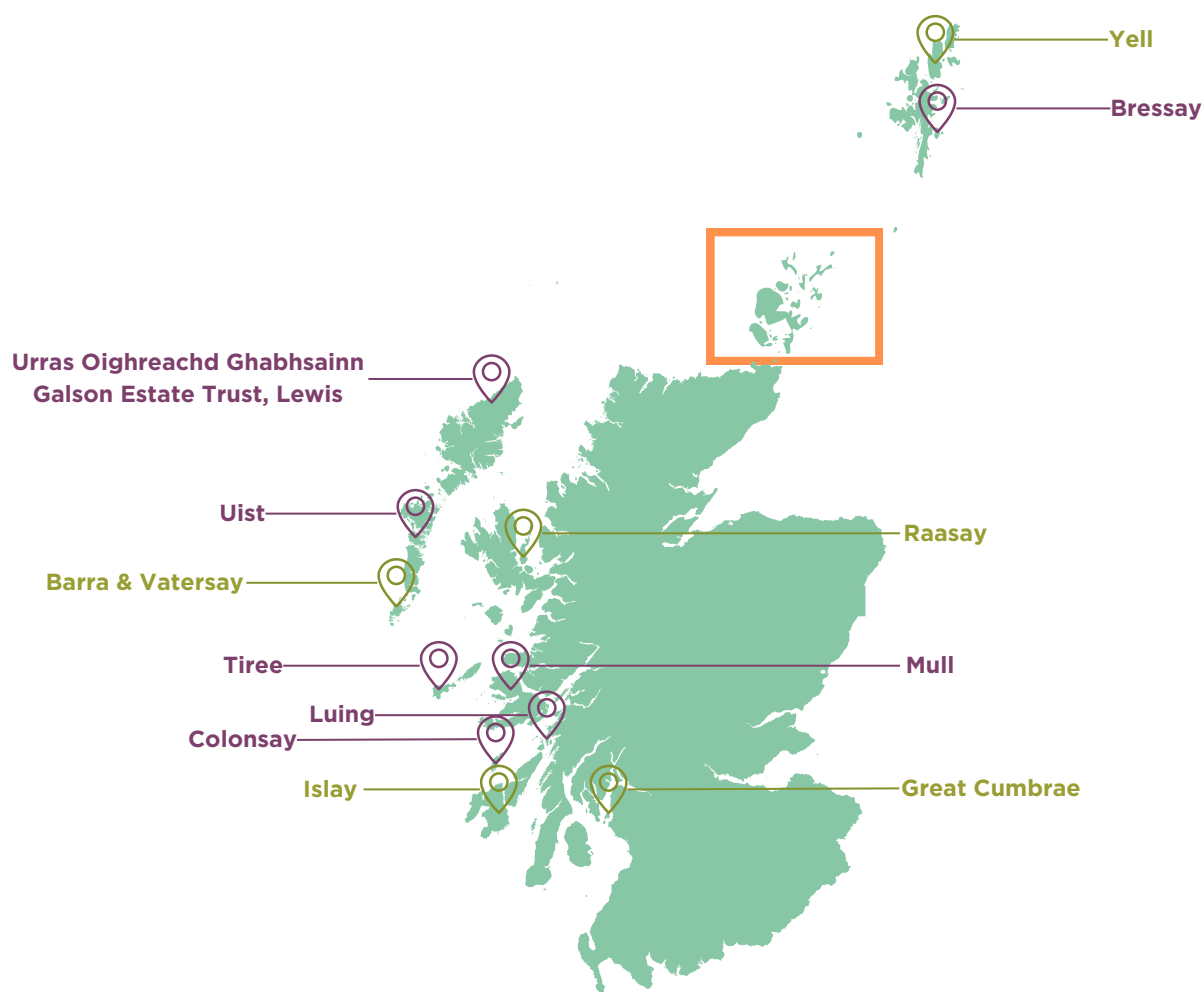 Yell
Bressay
Urras Oighreachd Ghabhsainn
Galson Estate Trust, Lewis
Uist
Raasay
Barra & Vatersay
Tiree
Mull
Luing
Colonsay
Islay
Great Cumbrae